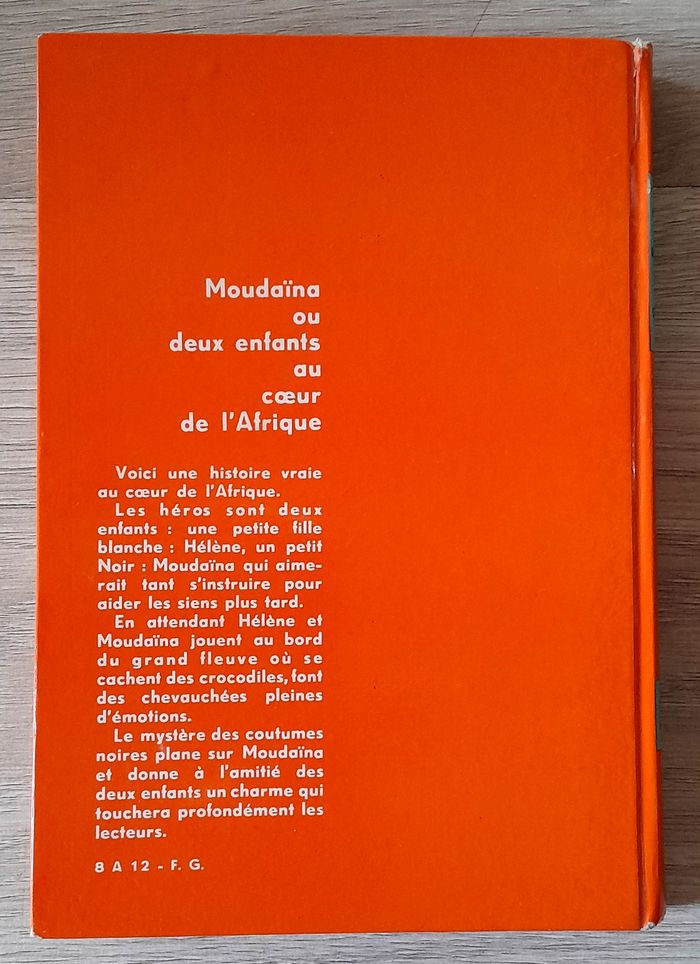 Moudaïna
ou
deux enfants
au
cœur
de l'Afrique
Voici une histoire vraie
au cœur de l'Afrique.
Les héros sont deux
enfants : une petite fille
blanche : Hélène, un petit
Noir : Moudaïna qui aime-
rait tant s'instruire pour
aider les siens plus tard.
En attendant Hélène et
Moudaïna jouent au bord
du grand fleuve où se
cachent des crocodiles, font
des chevauchées pleines
d'émotions.
Le mystère des coutumes
noires plane sur Moudaïna
et donne à l'amitié des
deux enfants un charme qui
touchera profondément les
lecteurs.
8 A 12 - F. G.